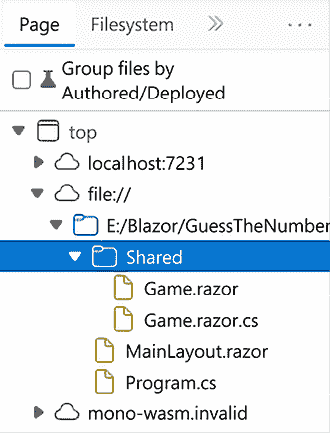 Page Filesystem
Group files by
Authored/Deployed
top
localhost:7231
file://
E:/Blazor/GuessTheNumber
Shared
Game.razor
Game.razor.cs
MainLayout.razor
Program.cs
mono-wasm.invalid